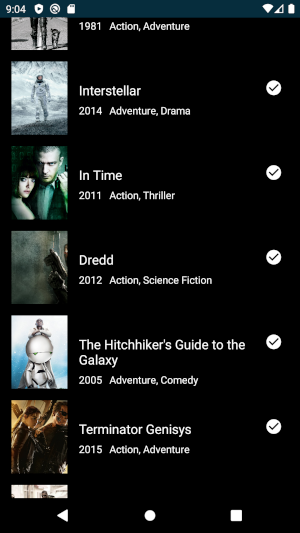 9:04
1981 Action, Adventure
Interstellar
2014 Adventure, Drama
In Time
2011 Action, Thriller
Dredd
2012 Action, Science Fiction
The Hitchhiker's Guide to the
Galaxy
2005 Adventure, Comedy
Terminator Genisys
2015 Action, Adventure